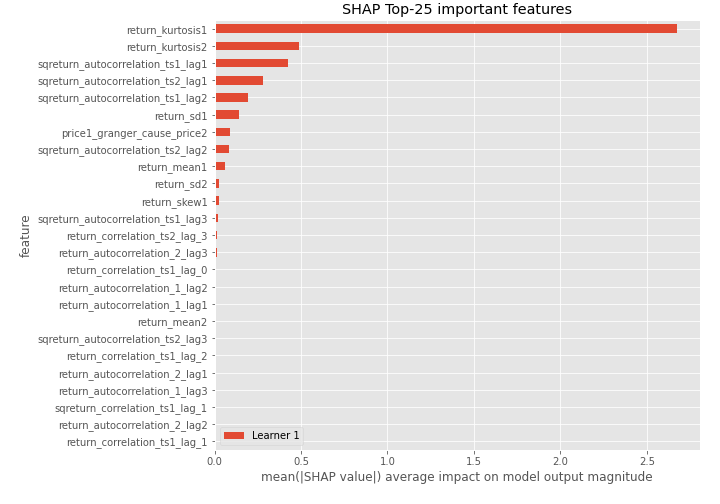 SHAP Top-25 important features
return_kurtosis1
return_kurtosis2
sqreturn_autocorrelation_ts1_lag1
sqreturn_autocorrelation_ts2_lag1
sqreturn_autocorrelation_ts1_lag2
return_sd1
price1_granger_cause_price2
sqreturn_autocorrelation_ts2_lag2
return_mean1
return_sd2
return_skew1
sqreturn_autocorrelation_ts1_lag3
return_correlation_ts2_lag_3
return_autocorrelation_2_lag3
return_correlation_ts1_lag_0
return_autocorrelation_1_lag2
return_autocorrelation_1_lag1
return_mean2
sqreturn_autocorrelation_ts2_lag3
return_correlation_ts1_lag_2
return_autocorrelation_2_lag1
return_autocorrelation_1_lag3
sqreturn_correlation_ts1_lag_1
return_autocorrelation_2_lag2
return_correlation_ts1_lag_1
feature
Learner 1
0.0 0.5 1.0 1.5 2.0 2.5
mean(|SHAP value|) average impact on model output magnitude